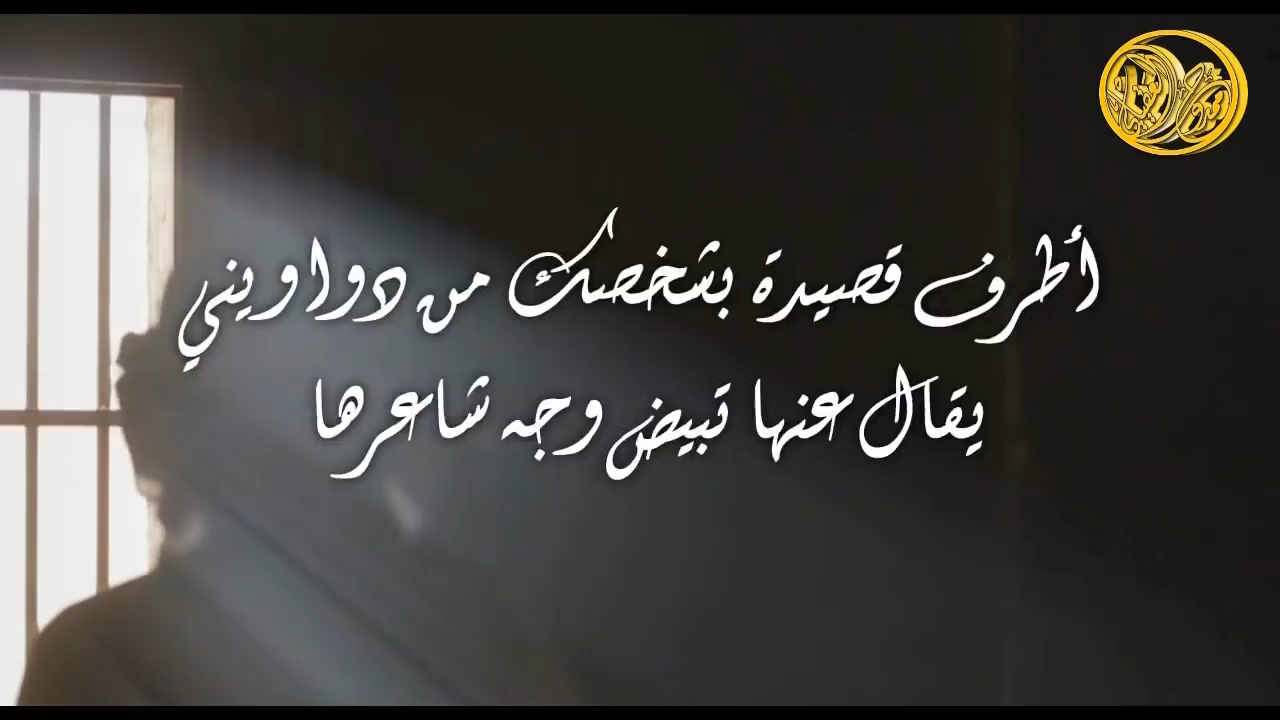 أطرف قصيدة بشخصك من دواويني
يقال عنها تبيض وجه شاعرها